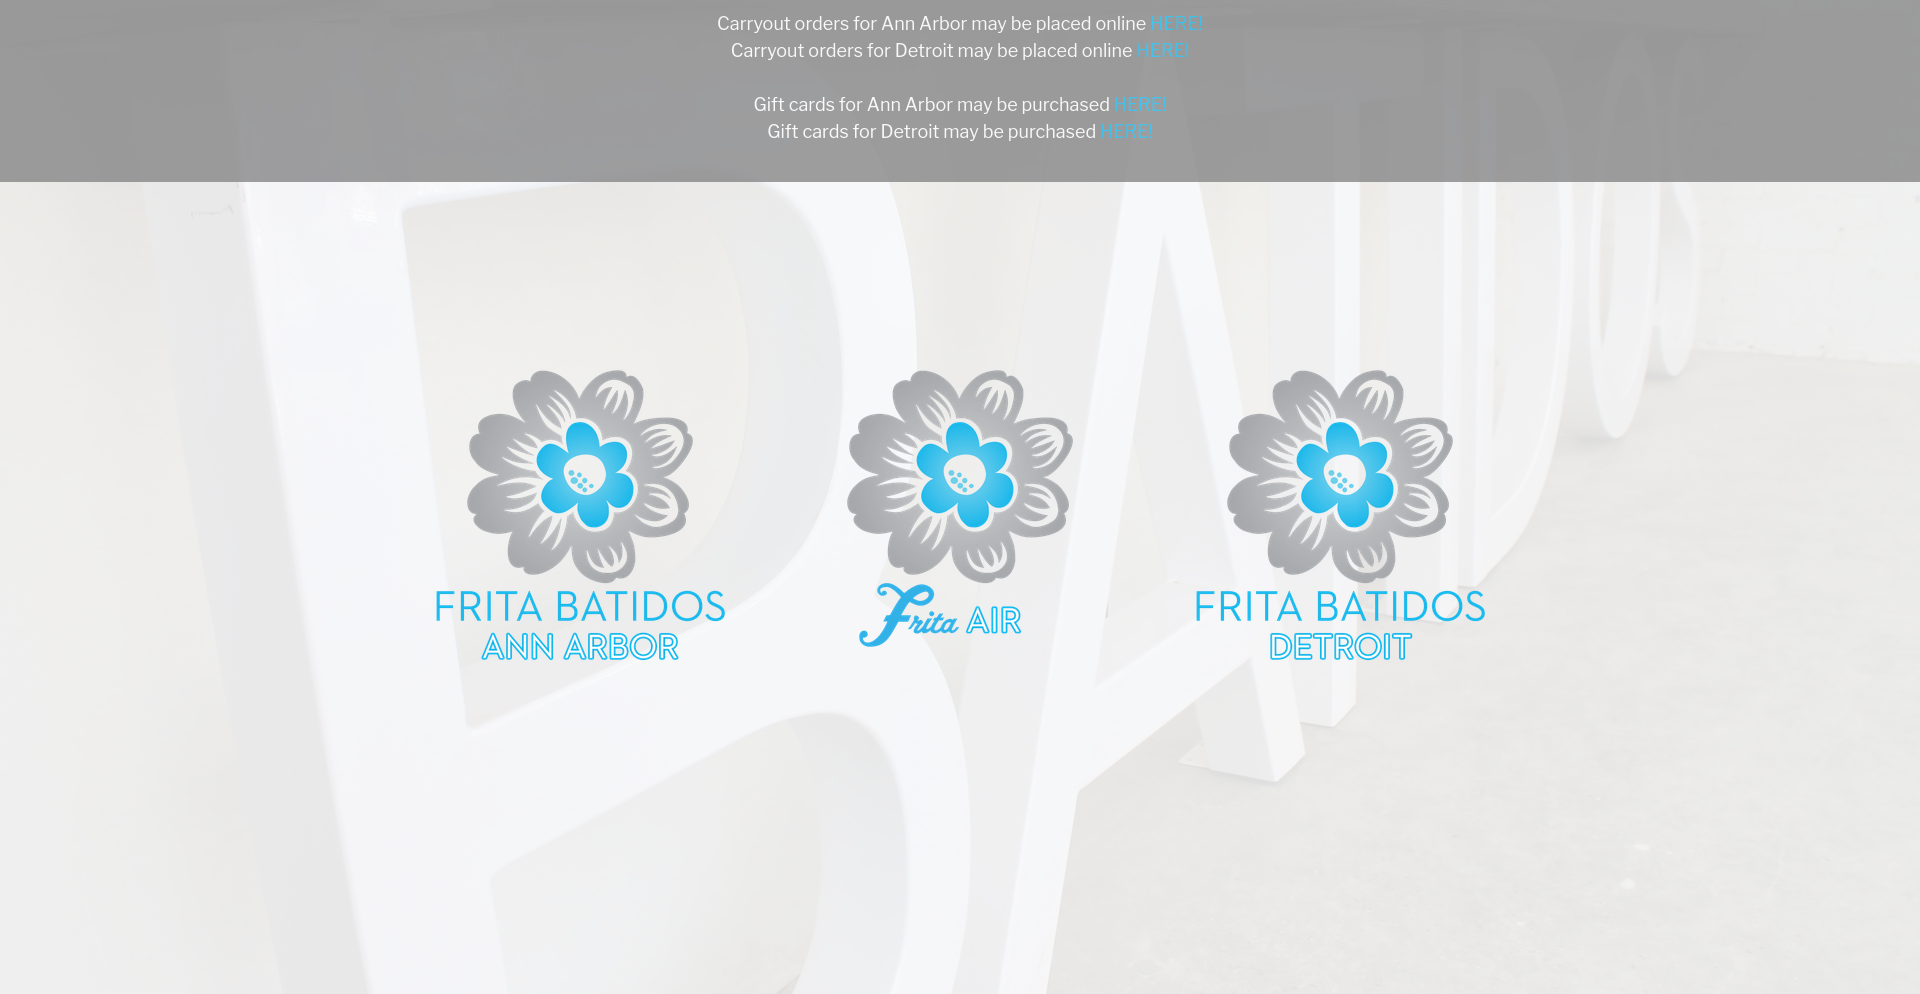 Carryout orders for Ann Arbor may be placed online HERE!
Carryout orders for Detroit may be placed online HERE!
Gift cards for Ann Arbor may be purchased HERE!
Gift cards for Detroit may be purchased HERE!
BATIDOS
FRITA BATIDOS
ANN ARBOR
Frita AIR
FRITA BATIDOS
DETROIT